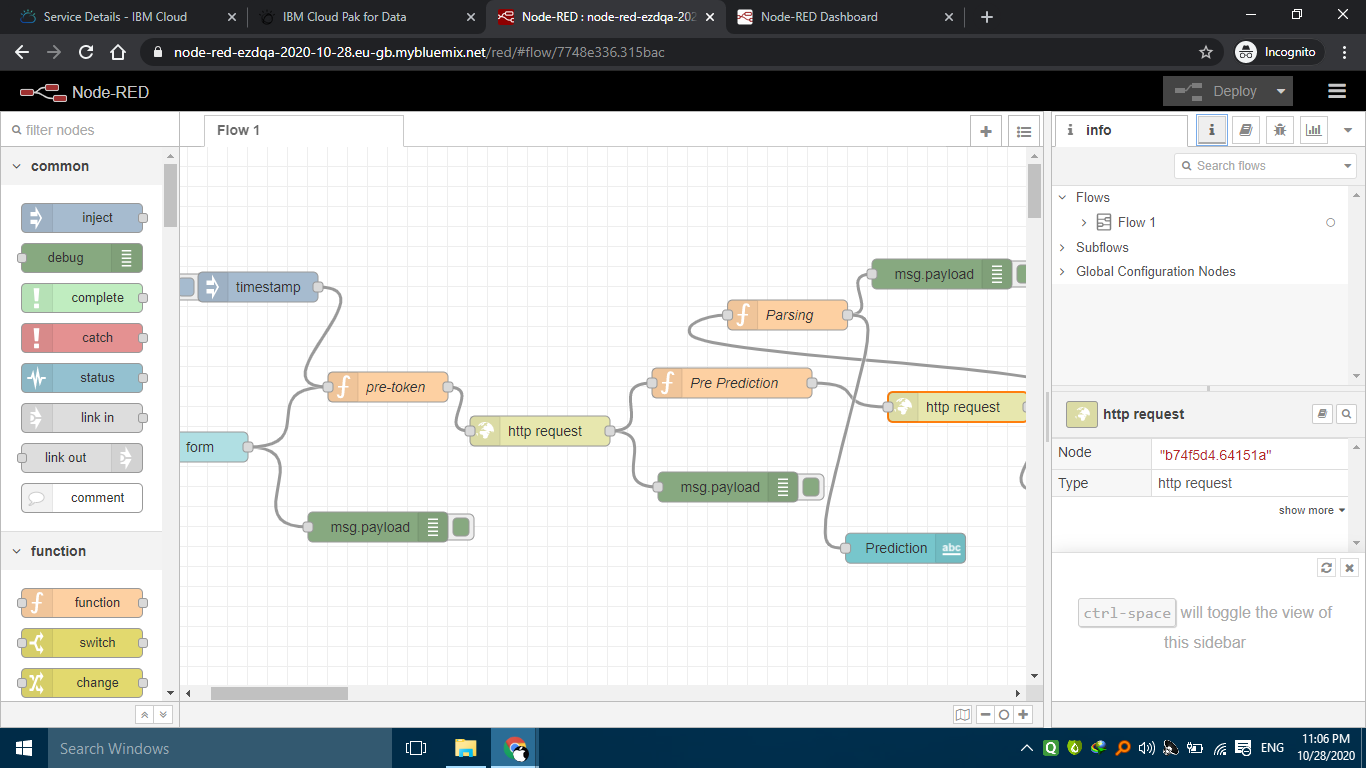 Service Details - IBM Cloud
IBM Cloud Pak for Data
Node-RED : node-red-ezdqa-202
Node-RED Dashboard
node-red-ezdqa-2020-10-28.eu-gb.mybluemix.net/red/#flow/7748e336.315bac
Incognito
Node-RED
Deploy
filter nodes
Flow 1
info
Search flows
common
inject
debug
complete
catch
status
link in
link out
comment
function
function
switch
change
timestamp
form
pre-token
msg.payload
http request
Pre Prediction
msg.payload
Parsing
msg.payload
http request
Prediction
abc
Flows
Flow 1
Subflows
Global Configuration Nodes
http request
Node "b74f5d4.64151a"
Type http request
show more
ctrl-space will toggle the view of
this sidebar
Search Windows
ENG
11:06 PM
10/28/2020